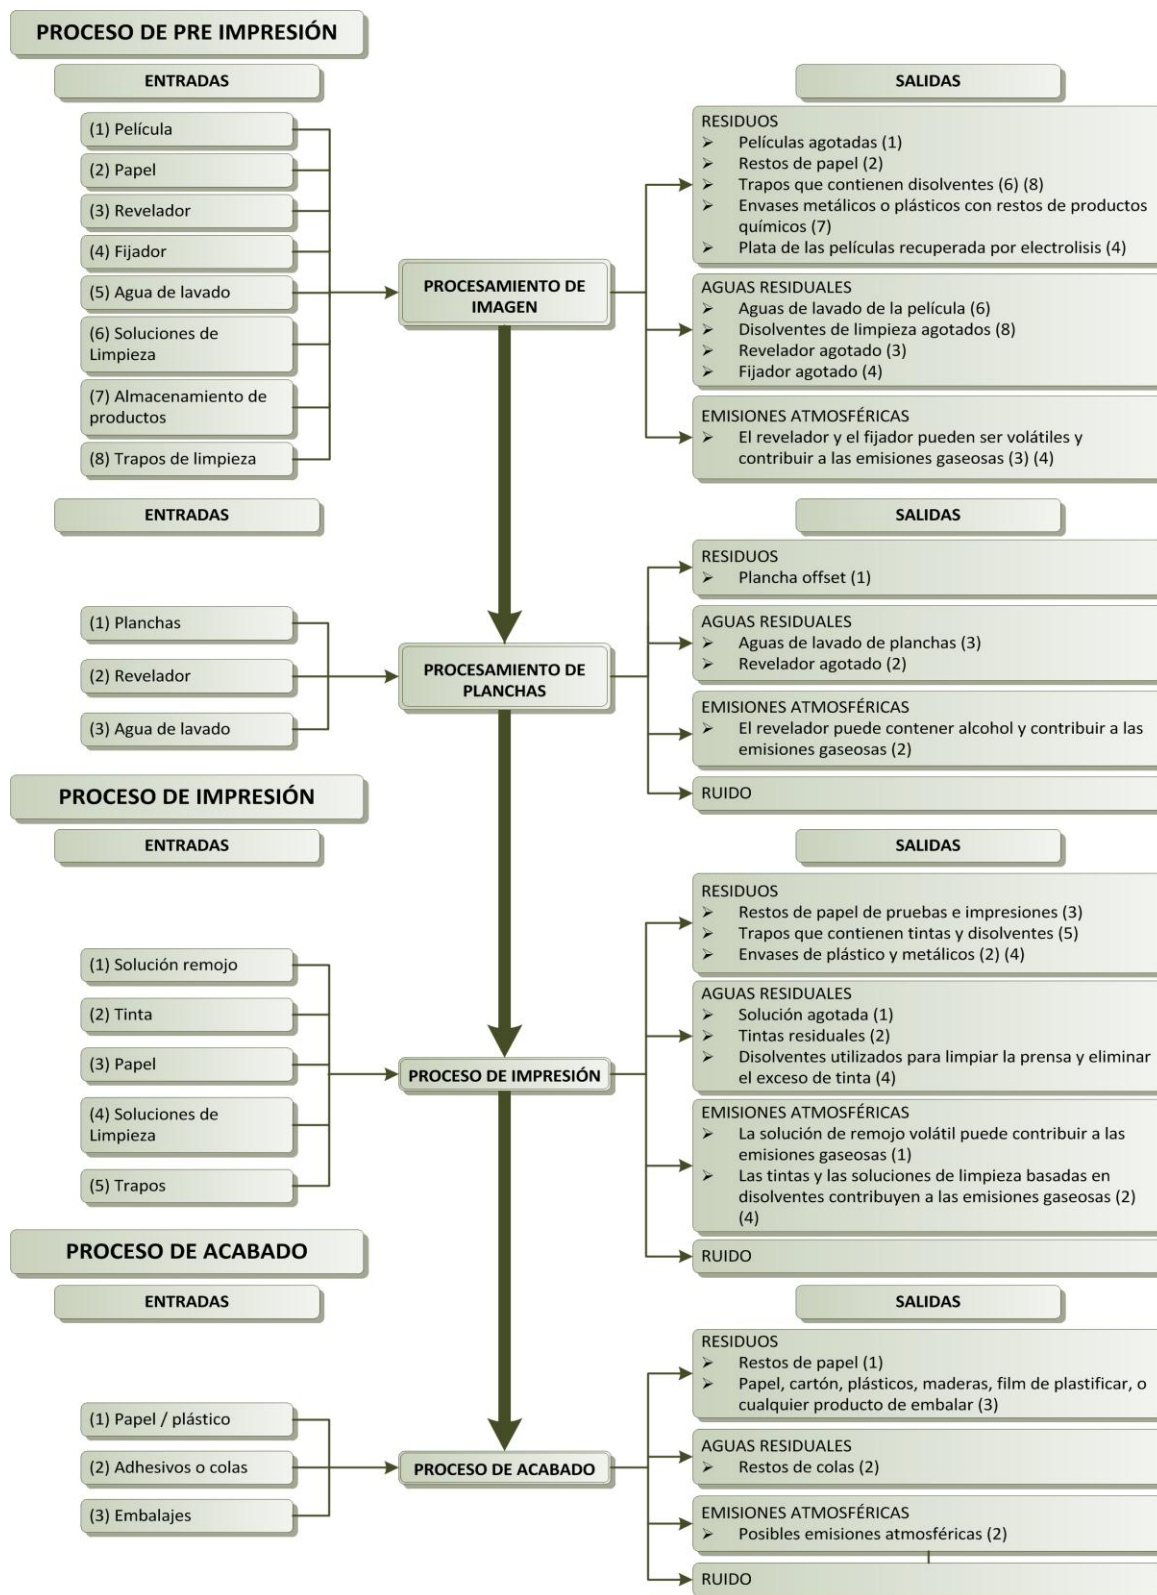 PROCESO DE PRE IMPRESIÓN
ENTRADAS
(1) Película
(2) Papel
(3) Revelador
(4) Fijador
(5) Agua de lavado
(6) Soluciones de
Limpieza
(7) Almacenamiento de
productos
(8) Trapos de limpieza
PROCESAMIENTO DE
IMAGEN
SALIDAS
RESIDUOS
➢ Películas agotadas (1)
➢ Restos de papel (2)
➢ Trapos que contienen disolventes (6) (8)
➢ Envases metálicos o plásticos con restos de productos
químicos (7)
➢ Plata de las películas recuperada por electrolisis (4)
AGUAS RESIDUALES
➢ Aguas de lavado de la película (6)
➢ Disolventes de limpieza agotados (8)
➢ Revelador agotado (3)
➢ Fijador agotado (4)
EMISIONES ATMOSFÉRICAS
➢ El revelador y el fijador pueden ser volátiles y
contribuir a las emisiones gaseosas (3) (4)
ENTRADAS
(1) Planchas
(2) Revelador
(3) Agua de lavado
PROCESAMIENTO DE
PLANCHAS
SALIDAS
RESIDUOS
➢ Plancha offset (1)
AGUAS RESIDUALES
➢ Aguas de lavado de planchas (3)
➢ Revelador agotado (2)
EMISIONES ATMOSFÉRICAS
➢ El revelador puede contener alcohol y contribuir a las
emisiones gaseosas (2)
RUIDO
PROCESO DE IMPRESIÓN
ENTRADAS
(1) Solución remojo
(2) Tinta
(3) Papel
(4) Soluciones de
Limpieza
(5) Trapos
PROCESO DE IMPRESIÓN
SALIDAS
RESIDUOS
➢ Restos de papel de pruebas e impresiones (3)
➢ Trapos que contienen tintas y disolventes (5)
➢ Envases de plástico y metálicos (2) (4)
AGUAS RESIDUALES
➢ Solución agotada (1)
➢ Tintas residuales (2)
➢ Disolventes utilizados para limpiar la prensa y eliminar
el exceso de tinta (4)
EMISIONES ATMOSFÉRICAS
➢ La solución de remojo volátil puede contribuir a las
emisiones gaseosas (1)
➢ Las tintas y las soluciones de limpieza basadas en
disolventes contribuyen a las emisiones gaseosas (2)
(4)
RUIDO
PROCESO DE ACABADO
ENTRADAS
(1) Papel / plástico
(2) Adhesivos o colas
(3) Embalajes
PROCESO DE ACABADO
SALIDAS
RESIDUOS
➢ Restos de papel (1)
➢ Papel, cartón, plásticos, maderas, film de plastificar, o
cualquier producto de embalar (3)
AGUAS RESIDUALES
➢ Restos de colas (2)
EMISIONES ATMOSFÉRICAS
➢ Posibles emisiones atmosféricas (2)
RUIDO